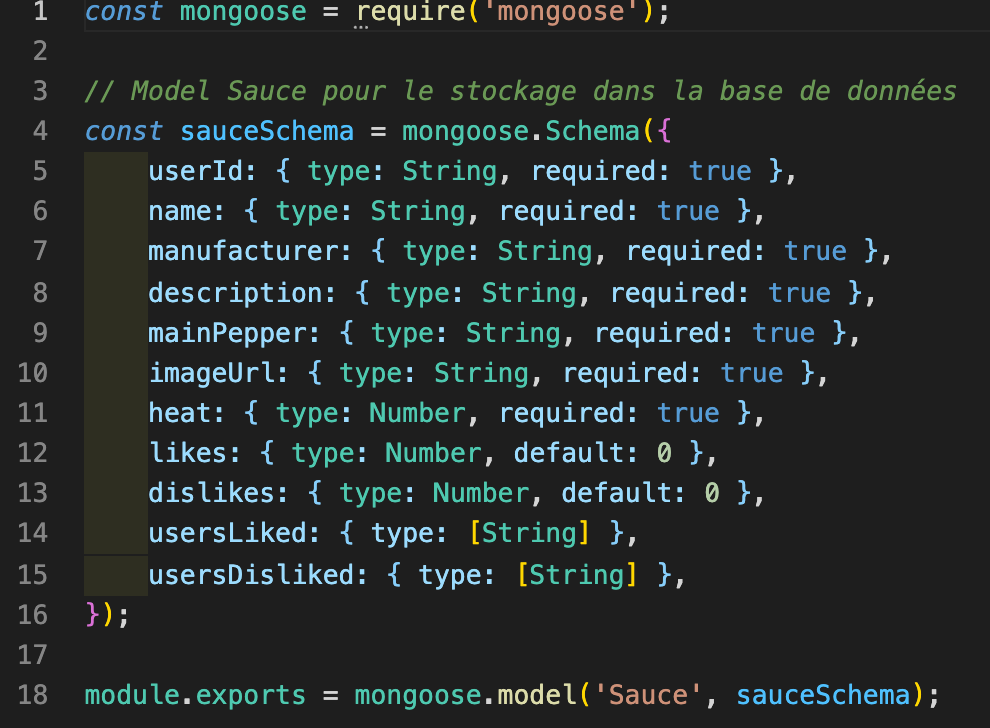 1 const mongoose = require('mongoose');
2
3 // Model Sauce pour le stockage dans la base de données
4 const sauceSchema = mongoose.Schema({
5     userId: { type: String, required: true },
6     name: { type: String, required: true },
7     manufacturer: { type: String, required: true },
8     description: { type: String, required: true },
9     mainPepper: { type: String, required: true },
10     imageUrl: { type: String, required: true },
11     heat: { type: Number, required: true },
12     likes: { type: Number, default: 0 },
13     dislikes: { type: Number, default: 0 },
14     usersLiked: { type: [String] },
15     usersDisliked: { type: [String] },
16 });
17
18 module.exports = mongoose.model('Sauce', sauceSchema);